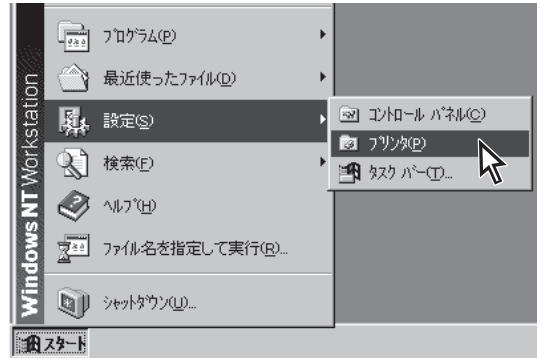 Windows NT Workstation
ﾌﾟﾛｸﾞﾗﾑ(P)
最近使ったﾌｧｲﾙ(D)
設定(S)
検索(F)
ﾍﾙﾌﾟ(H)
ﾌｧｲﾙ名を指定して実行(R)...
ｼｬｯﾄﾀﾞｳﾝ(U)...
ｺﾝﾄﾛｰﾙ ﾊﾟﾈﾙ(C)
ﾌﾟﾘﾝﾀ(P)
ﾀｽｸ ﾊﾞｰ(T)...
ｽﾀｰﾄ